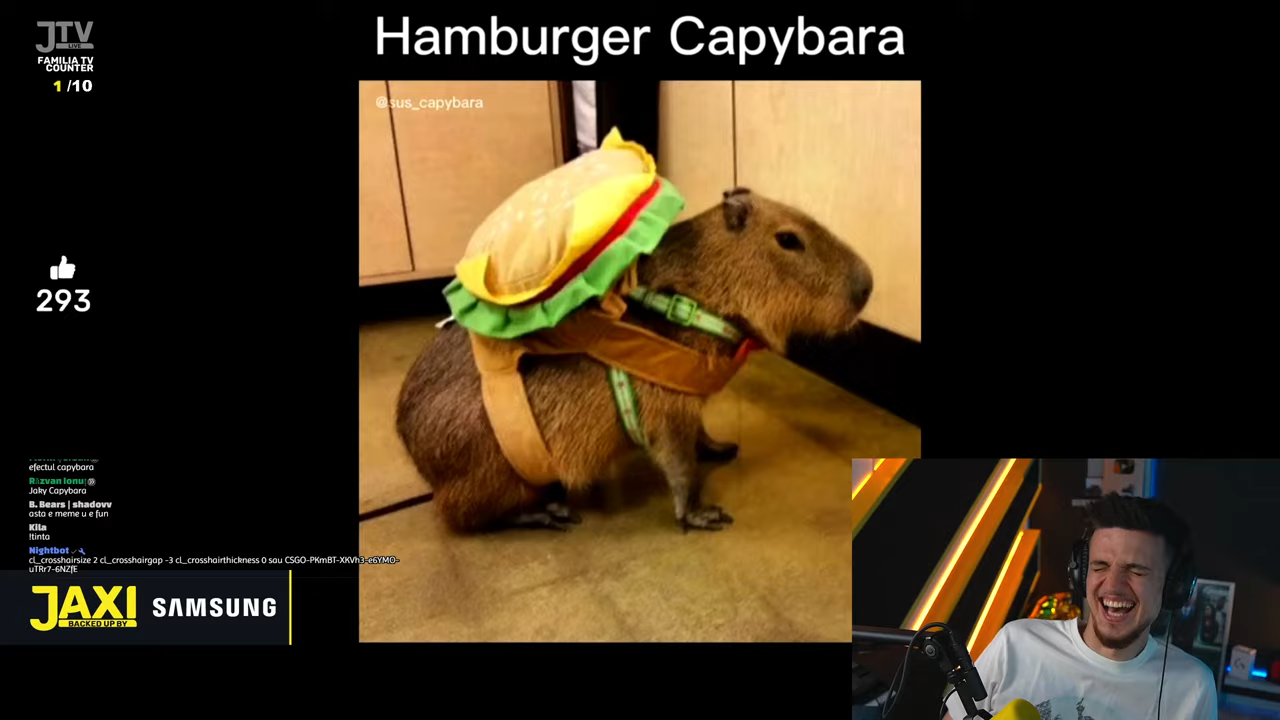 Hamburger Capybara
@sus_capybara
JTV
LIVE
FAMILIA TV
COUNTER
1 /10
293
efectul capybara
Răzvan Ionuț
Jaky Capybara
B. Bears | shadovv
asta e meme u e fun
Kila
!tinta
Nightbot
cl_crosshairsize 2 cl_crosshairgap -3 cl_crosshairthickness 0 sau CSGO-PKmBT-XKVh3-e6YMO-
uTRr7-6NZfE
JAXI
BACKED UP BY
SAMSUNG